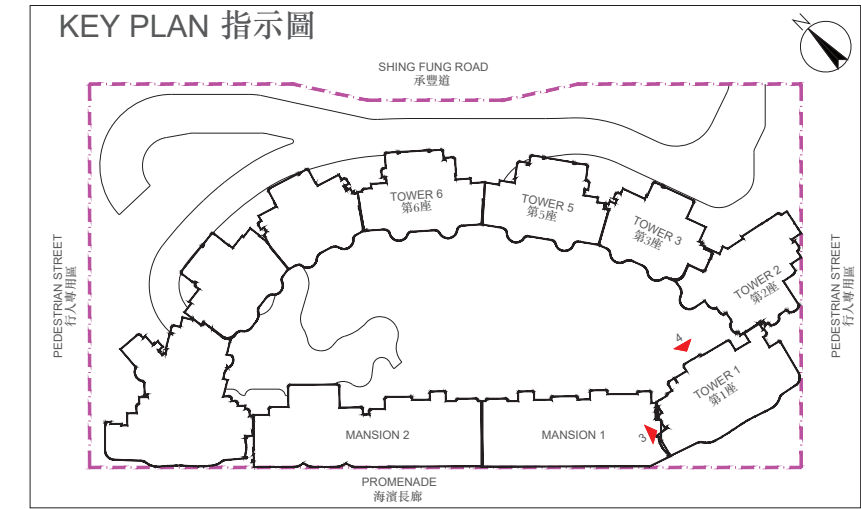 KEY PLAN 指示圖
N
SHING FUNG ROAD
承豐道
TOWER 6
第6座
TOWER 5
第5座
TOWER 3
第3座
TOWER 2
第2座
PEDESTRIAN STREET
行人專用區
PEDESTRIAN STREET
行人專用區
4
TOWER 1
第1座
MANSION 2
MANSION 1
3
PROMENADE
海濱長廊